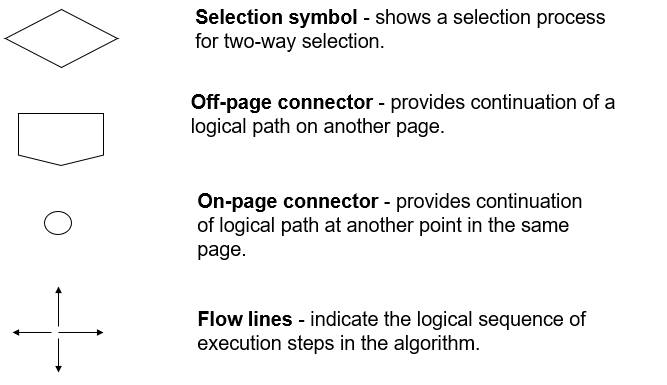 Selection symbol - shows a selection process
for two-way selection.
Off-page connector - provides continuation of a
logical path on another page.
On-page connector - provides continuation
of logical path at another point in the same
page.
Flow lines - indicate the logical sequence of
execution steps in the algorithm.